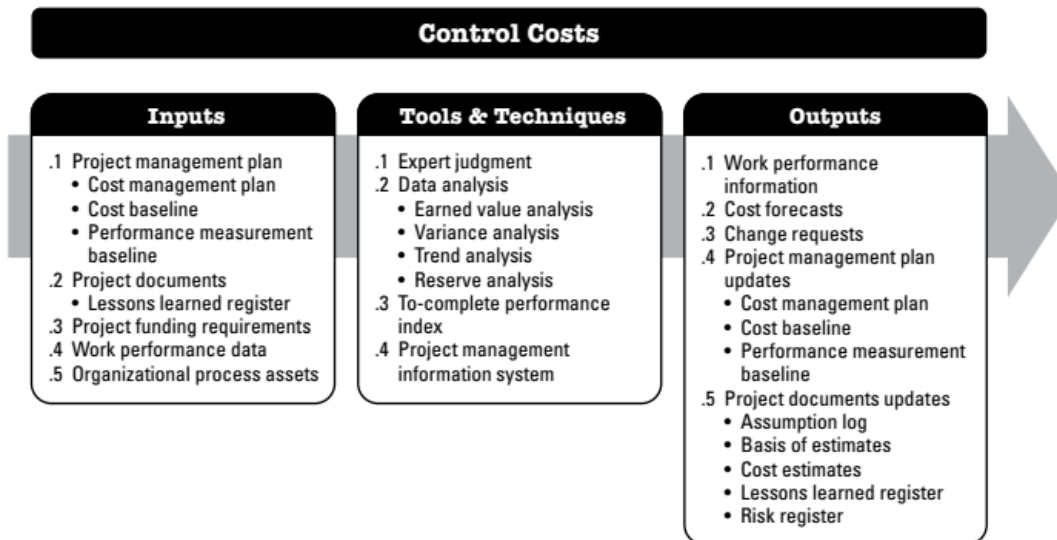 Control Costs
Inputs
.1 Project management plan
• Cost management plan
• Cost baseline
• Performance measurement
baseline
.2 Project documents
• Lessons learned register
.3 Project funding requirements
.4 Work performance data
.5 Organizational process assets
Tools & Techniques
.1 Expert judgment
.2 Data analysis
• Earned value analysis
• Variance analysis
• Trend analysis
• Reserve analysis
.3 To-complete performance
index
.4 Project management
information system
Outputs
.1 Work performance
information
.2 Cost forecasts
.3 Change requests
.4 Project management plan
updates
• Cost management plan
• Cost baseline
• Performance measurement
baseline
.5 Project documents updates
• Assumption log
• Basis of estimates
• Cost estimates
• Lessons learned register
• Risk register